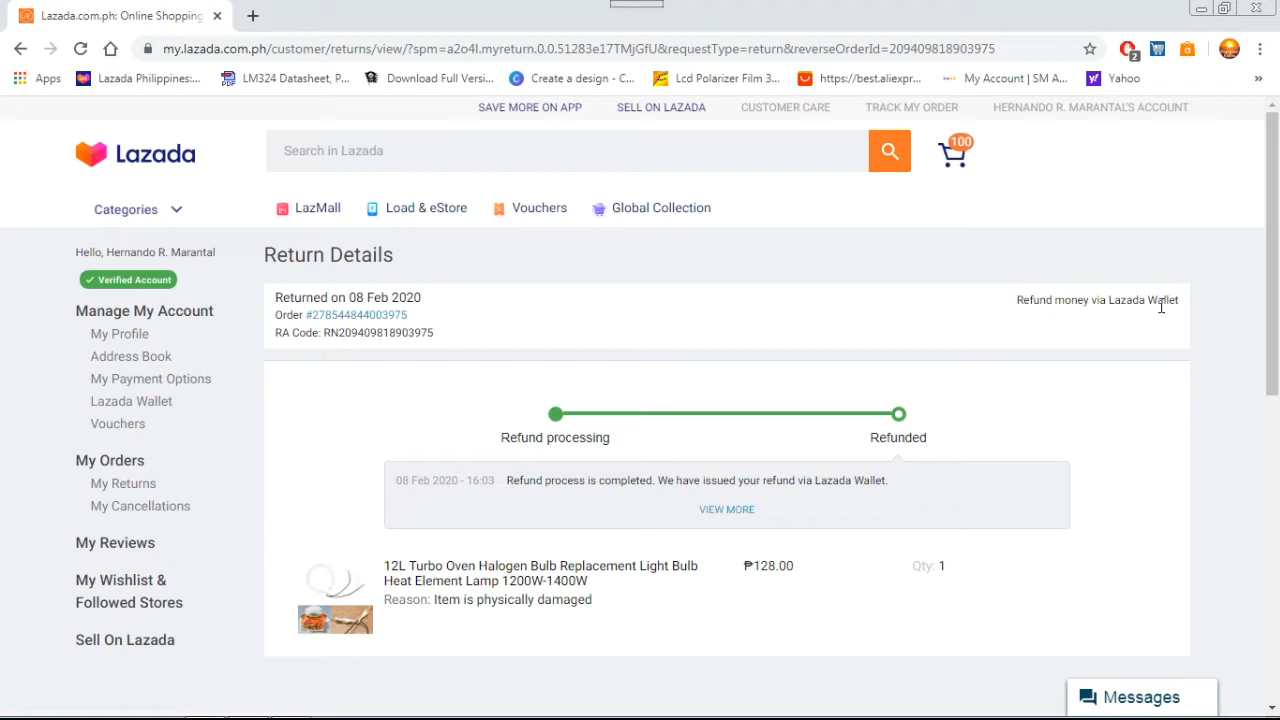 Lazada.com.ph: Online Shopping
my.lazada.com.ph/customer/returns/view/?spm=a2o4l.myreturn.0.0.51283e17TMjGfU&requestType=return&reverseOrderId=209409818903975
2
Apps
Lazada Philippines:...
LM324 Datasheet, P...
Download Full Versi...
Create a design - C...
Lcd Polarizer Film 3...
https://best.aliexpr...
My Account | SM A...
Yahoo
SAVE MORE ON APP
SELL ON LAZADA
CUSTOMER CARE
TRACK MY ORDER
HERNANDO R. MARANTAL'S ACCOUNT
Lazada
Search in Lazada
100
Categories
LazMall
Load & eStore
Vouchers
Global Collection
Hello, Hernando R. Marantal
Verified Account
Manage My Account
My Profile
Address Book
My Payment Options
Lazada Wallet
Vouchers
My Orders
My Returns
My Cancellations
My Reviews
My Wishlist &
Followed Stores
Sell On Lazada
Return Details
Returned on 08 Feb 2020
Order #278544844003975
RA Code: RN209409818903975
Refund money via Lazada Wallet
Refund processing
Refunded
08 Feb 2020 - 16:03 Refund process is completed. We have issued your refund via Lazada Wallet.
VIEW MORE
12L Turbo Oven Halogen Bulb Replacement Light Bulb
Heat Element Lamp 1200W-1400W
Reason: Item is physically damaged
₱128.00
Qty: 1
Messages